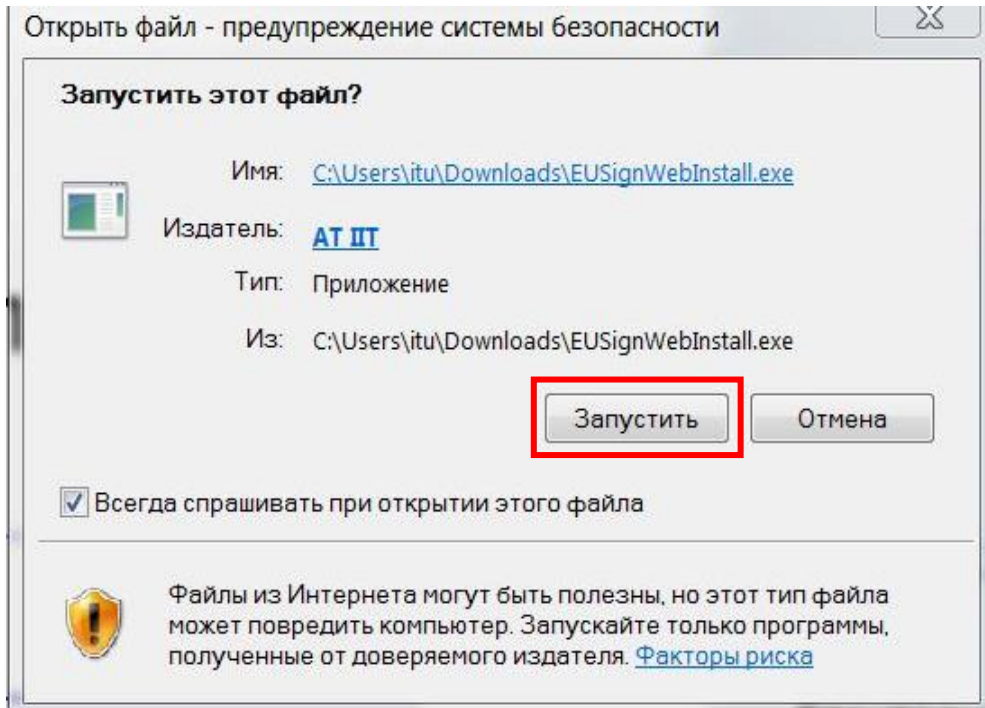 Открыть файл - предупреждение системы безопасности
Запустить этот файл?
Имя: C:\Users\itu\Downloads\EUSignWebInstall.exe
Издатель: AT IIT
Тип: Приложение
Из: C:\Users\itu\Downloads\EUSignWebInstall.exe
Запустить Отмена
Всегда спрашивать при открытии этого файла
Файлы из Интернета могут быть полезны, но этот тип файла
может повредить компьютер. Запускайте только программы,
полученные от доверяемого издателя. Факторы риска